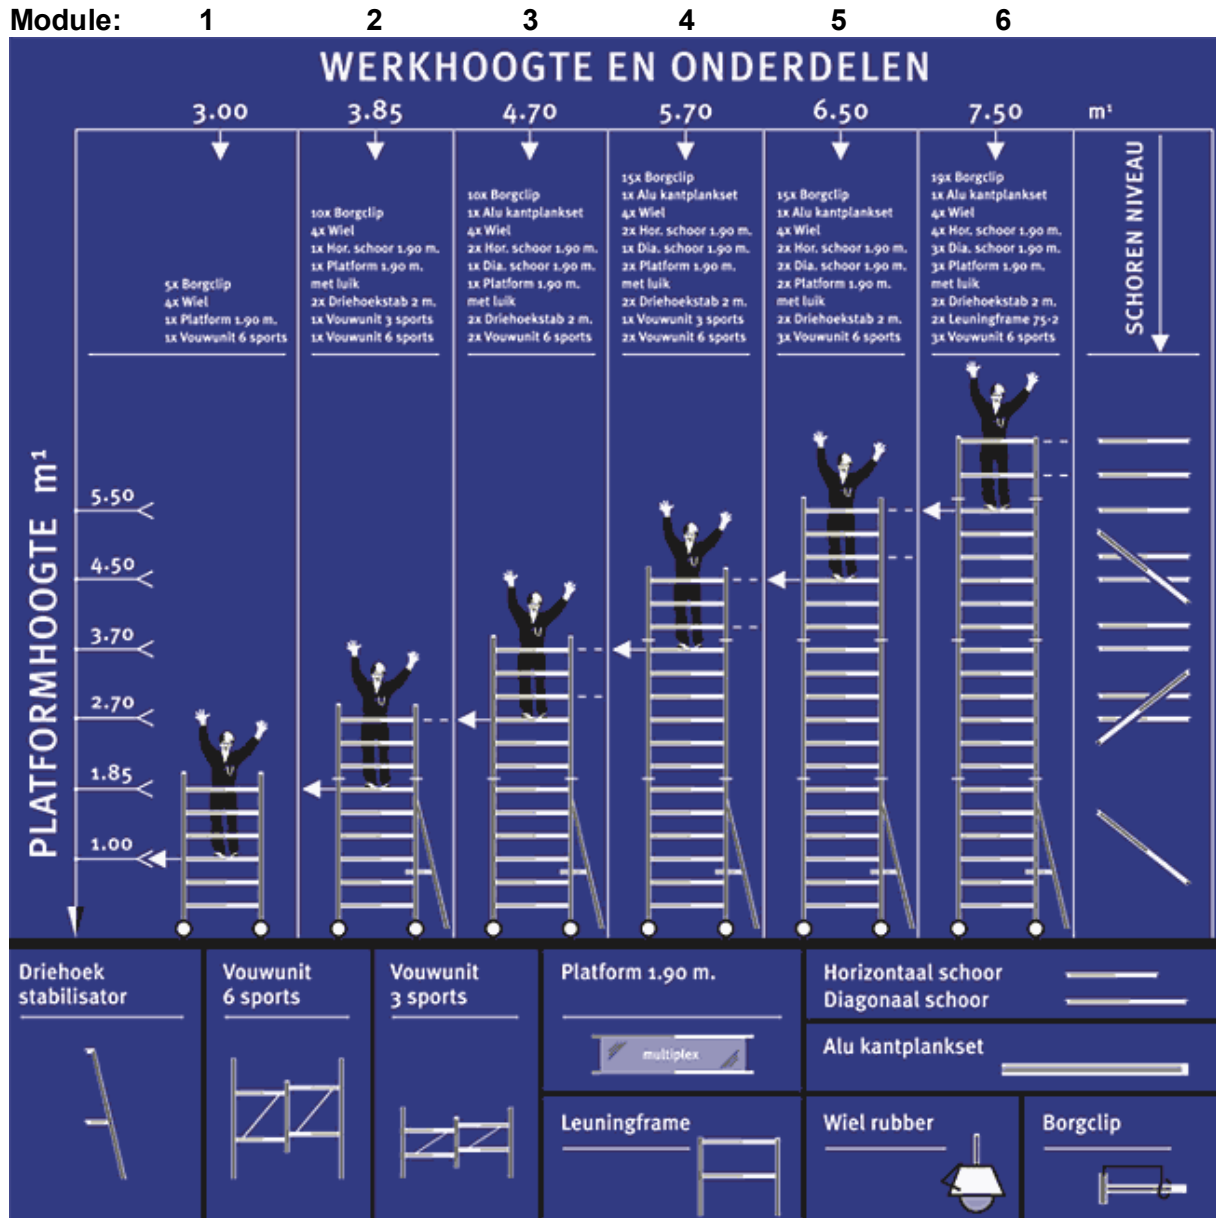 Module: 1 2 3 4 5 6
WERKHOOGTE EN ONDERDELEN
3.00 3.85 4.70 5.70 6.50 7.50 m¹
5x Borgclip
4x Wiel
1x Platform 1.90 m.
1x Vouwunit 6 sports
10x Borgclip
4x Wiel
1x Hor. schoor 1.90 m.
1x Platform 1.90 m.
met luik
2x Driehoekstab 2 m.
1x Vouwunit 3 sports
1x Vouwunit 6 sports
10x Borgclip
1x Alu kantplankset
4x Wiel
2x Hor. schoor 1.90 m.
1x Dia. schoor 1.90 m.
1x Platform 1.90 m.
met luik
2x Driehoekstab 2 m.
2x Vouwunit 6 sports
15x Borgclip
1x Alu kantplankset
4x Wiel
2x Hor. schoor 1.90 m.
1x Dia. schoor 1.90 m.
2x Platform 1.90 m.
met luik
2x Driehoekstab 2 m.
1x Vouwunit 3 sports
2x Vouwunit 6 sports
15x Borgclip
1x Alu kantplankset
4x Wiel
2x Hor. schoor 1.90 m.
2x Dia. schoor 1.90 m.
2x Platform 1.90 m.
met luik
2x Driehoekstab 2 m.
3x Vouwunit 6 sports
19x Borgclip
1x Alu kantplankset
4x Wiel
4x Hor. schoor 1.90 m.
3x Dia. schoor 1.90 m.
3x Platform 1.90 m.
met luik
2x Driehoekstab 2 m.
2x Leuningframe 75-2
3x Vouwunit 6 sports
SCHOREN NIVEAU
PLATFORMHOOGTE m¹
5.50
4.50
3.70
2.70
1.85
1.00
Driehoek
stabilisator
Vouwunit
6 sports
Vouwunit
3 sports
Platform 1.90 m.
multiplex
Leuningframe
Horizontaal schoor
Diagonaal schoor
Alu kantplankset
Wiel rubber
Borgclip